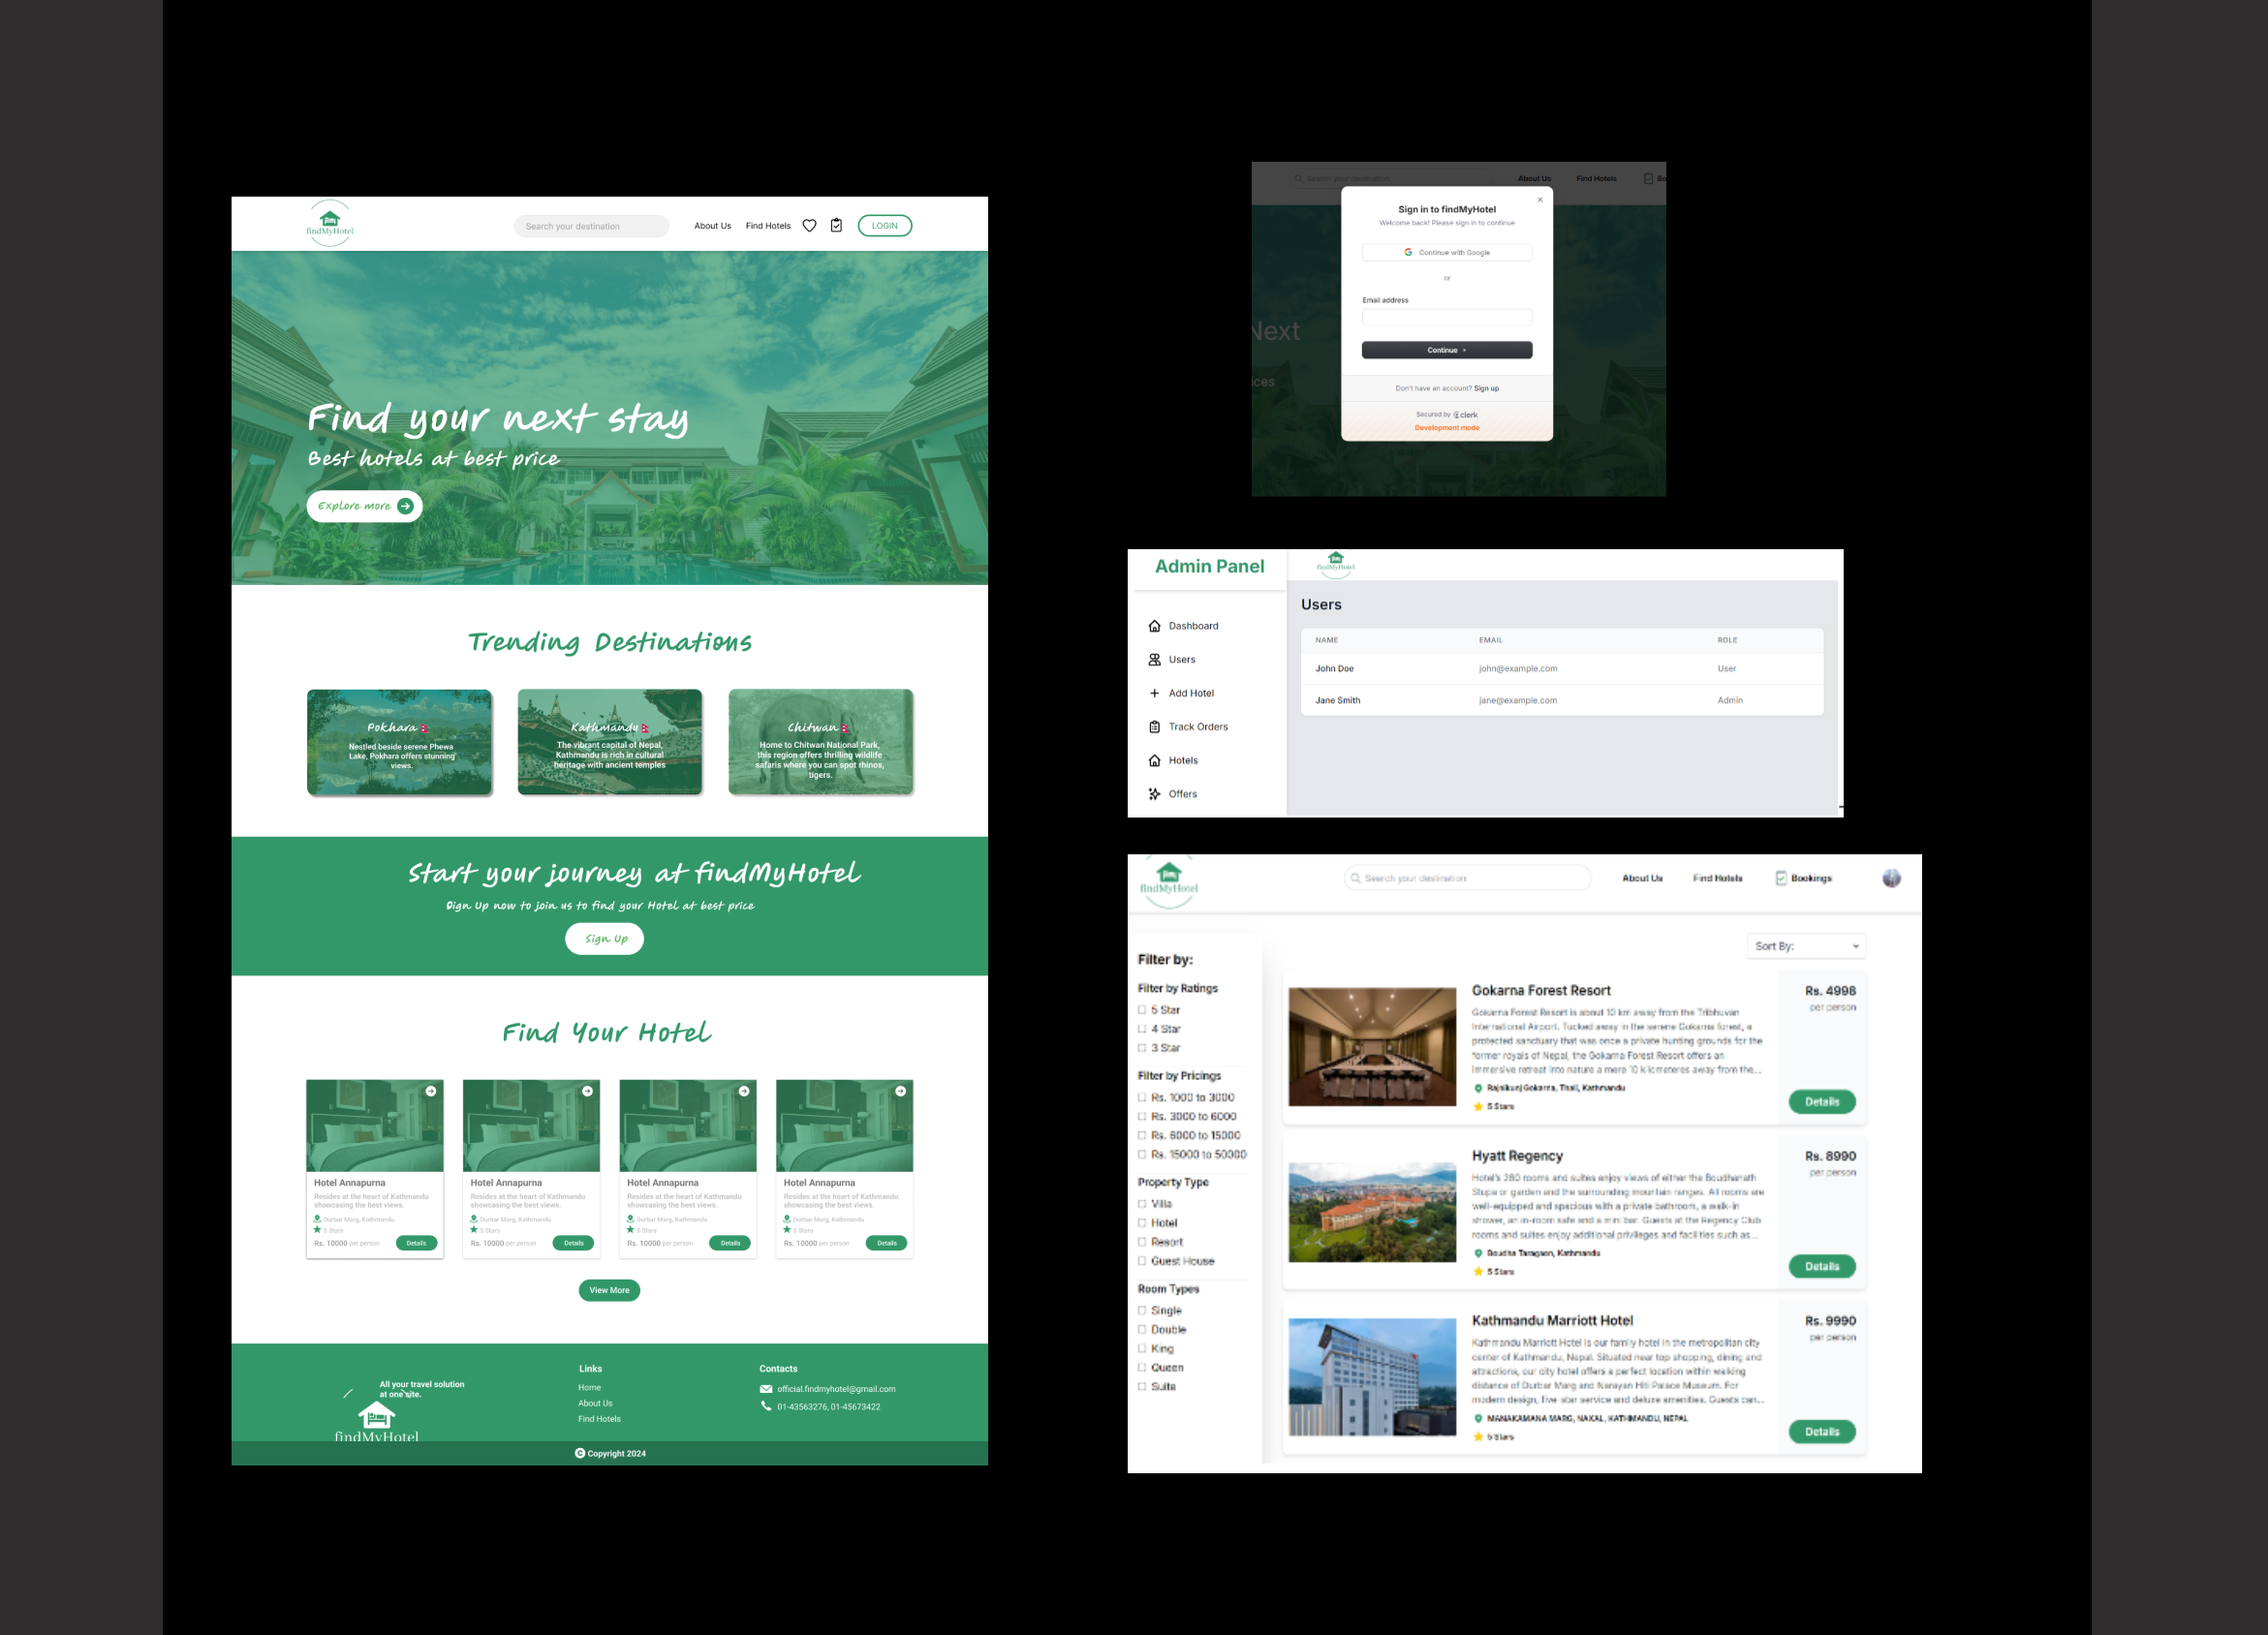 findMyHotel
Search your destination
About Us
Find Hotels
LOGIN
Find your next stay
Best hotels at best price
Explore more
Trending Destinations
Pokhara
Nestled beside serene Phewa
Lake, Pokhara offers stunning
views.
Kathmandu
The vibrant capital of Nepal,
Kathmandu is rich in cultural
heritage with ancient temples
Chitwan
Home to Chitwan National Park,
this region offers thrilling wildlife
safaris where you can spot rhinos,
tigers.
Start your journey at findMyHotel
Sign Up now to join us to find your Hotel at best price
Sign Up
Find Your Hotel
Hotel Annapurna
Resides at the heart of Kathmandu
showcasing the best views.
Durbar Marg, Kathmandu
5 Stars
Rs. 10000 per person
Details
Hotel Annapurna
Resides at the heart of Kathmandu
showcasing the best views.
Durbar Marg, Kathmandu
5 Stars
Rs. 10000 per person
Details
Hotel Annapurna
Resides at the heart of Kathmandu
showcasing the best views.
Durbar Marg, Kathmandu
5 Stars
Rs. 10000 per person
Details
Hotel Annapurna
Resides at the heart of Kathmandu
showcasing the best views.
Durbar Marg, Kathmandu
5 Stars
Rs. 10000 per person
Details
View More
All your travel solution
at one site.
findMyHotel
Links
Home
About Us
Find Hotels
Contacts
official.findmyhotel@gmail.com
01-43563276, 01-45673422
© Copyright 2024
Search your destination
About Us
Find Hotels
Bo
Next
ices
Sign in to findMyHotel
Welcome back! Please sign in to continue
Continue with Google
or
Email address
Continue
Don't have an account? Sign up
Secured by clerk
Development mode
Admin Panel
Dashboard
Users
Add Hotel
Track Orders
Hotels
Offers
findMyHotel
Users
NAME EMAIL ROLE
John Doe john@example.com User
Jane Smith jane@example.com Admin
findMyHotel
Search your destination
About Us
Find Hotels
Bookings
Filter by:
Filter by Ratings
5 Star
4 Star
3 Star
Filter by Pricings
Rs. 1000 to 3000
Rs. 3000 to 6000
Rs. 6000 to 15000
Rs. 15000 to 50000
Property Type
Villa
Hotel
Resort
Guest House
Room Types
Single
Double
King
Queen
Suite
Sort By:
Gokarna Forest Resort
Gokarna Forest Resort is about 10 km away from the Tribhuvan
International Airport. Tucked away in the serene Gokarna forest, a
protected sanctuary that was once a private hunting grounds for the
former royals of Nepal, the Gokarna Forest Resort offers an
immersive retreat into nature a mere 10 kilometeres away from the...
Rajnikunj Gokarna, Thali, Kathmandu
5 Stars
Rs. 4998
per person
Details
Hyatt Regency
Hotel's 280 rooms and suites enjoy views of either the Boudhanath
Stupa or garden and the surrounding mountain ranges. All rooms are
well-equipped and spacious with a private bathroom, a walk-in
shower, an in-room safe and a mini bar. Guests at the Regency Club
rooms and suites enjoy additional privileges and facilities such as...
Boudha Taragaon, Kathmandu
5 Stars
Rs. 8990
per person
Details
Kathmandu Marriott Hotel
Kathmandu Marriott Hotel is our family hotel in the metropolitan city
center of Kathmandu, Nepal. Situated near top shopping, dining and
attractions, our city hotel offers a perfect location within walking
distance of Durbar Marg and Narayan Hiti Palace Museum. For
modern design, five-star service and deluxe amenities. Guests can...
MANAKAMANA MARG, NAXAL, KATHMANDU, NEPAL
5 Stars
Rs. 9990
per person
Details